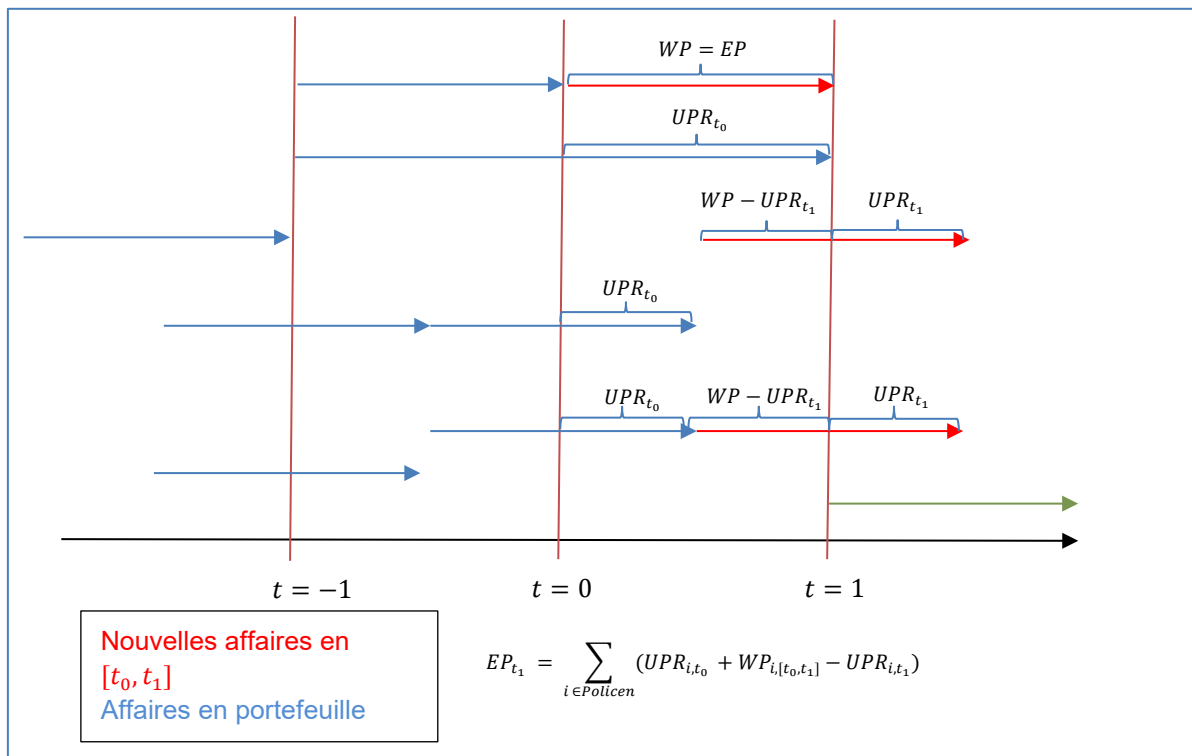 WP = EP
UPR_{t_0}
WP − UPR_{t_1} UPR_{t_1}
UPR_{t_0}
UPR_{t_0} WP − UPR_{t_1} UPR_{t_1}
t = −1 t = 0 t = 1
Nouvelles affaires en
[t_0, t_1]
Affaires en portefeuille
EP_{t_1} = ∑_{i ∈Policen} (UPR_{i,t_0} + WP_{i,[t_0,t_1]} − UPR_{i,t_1})